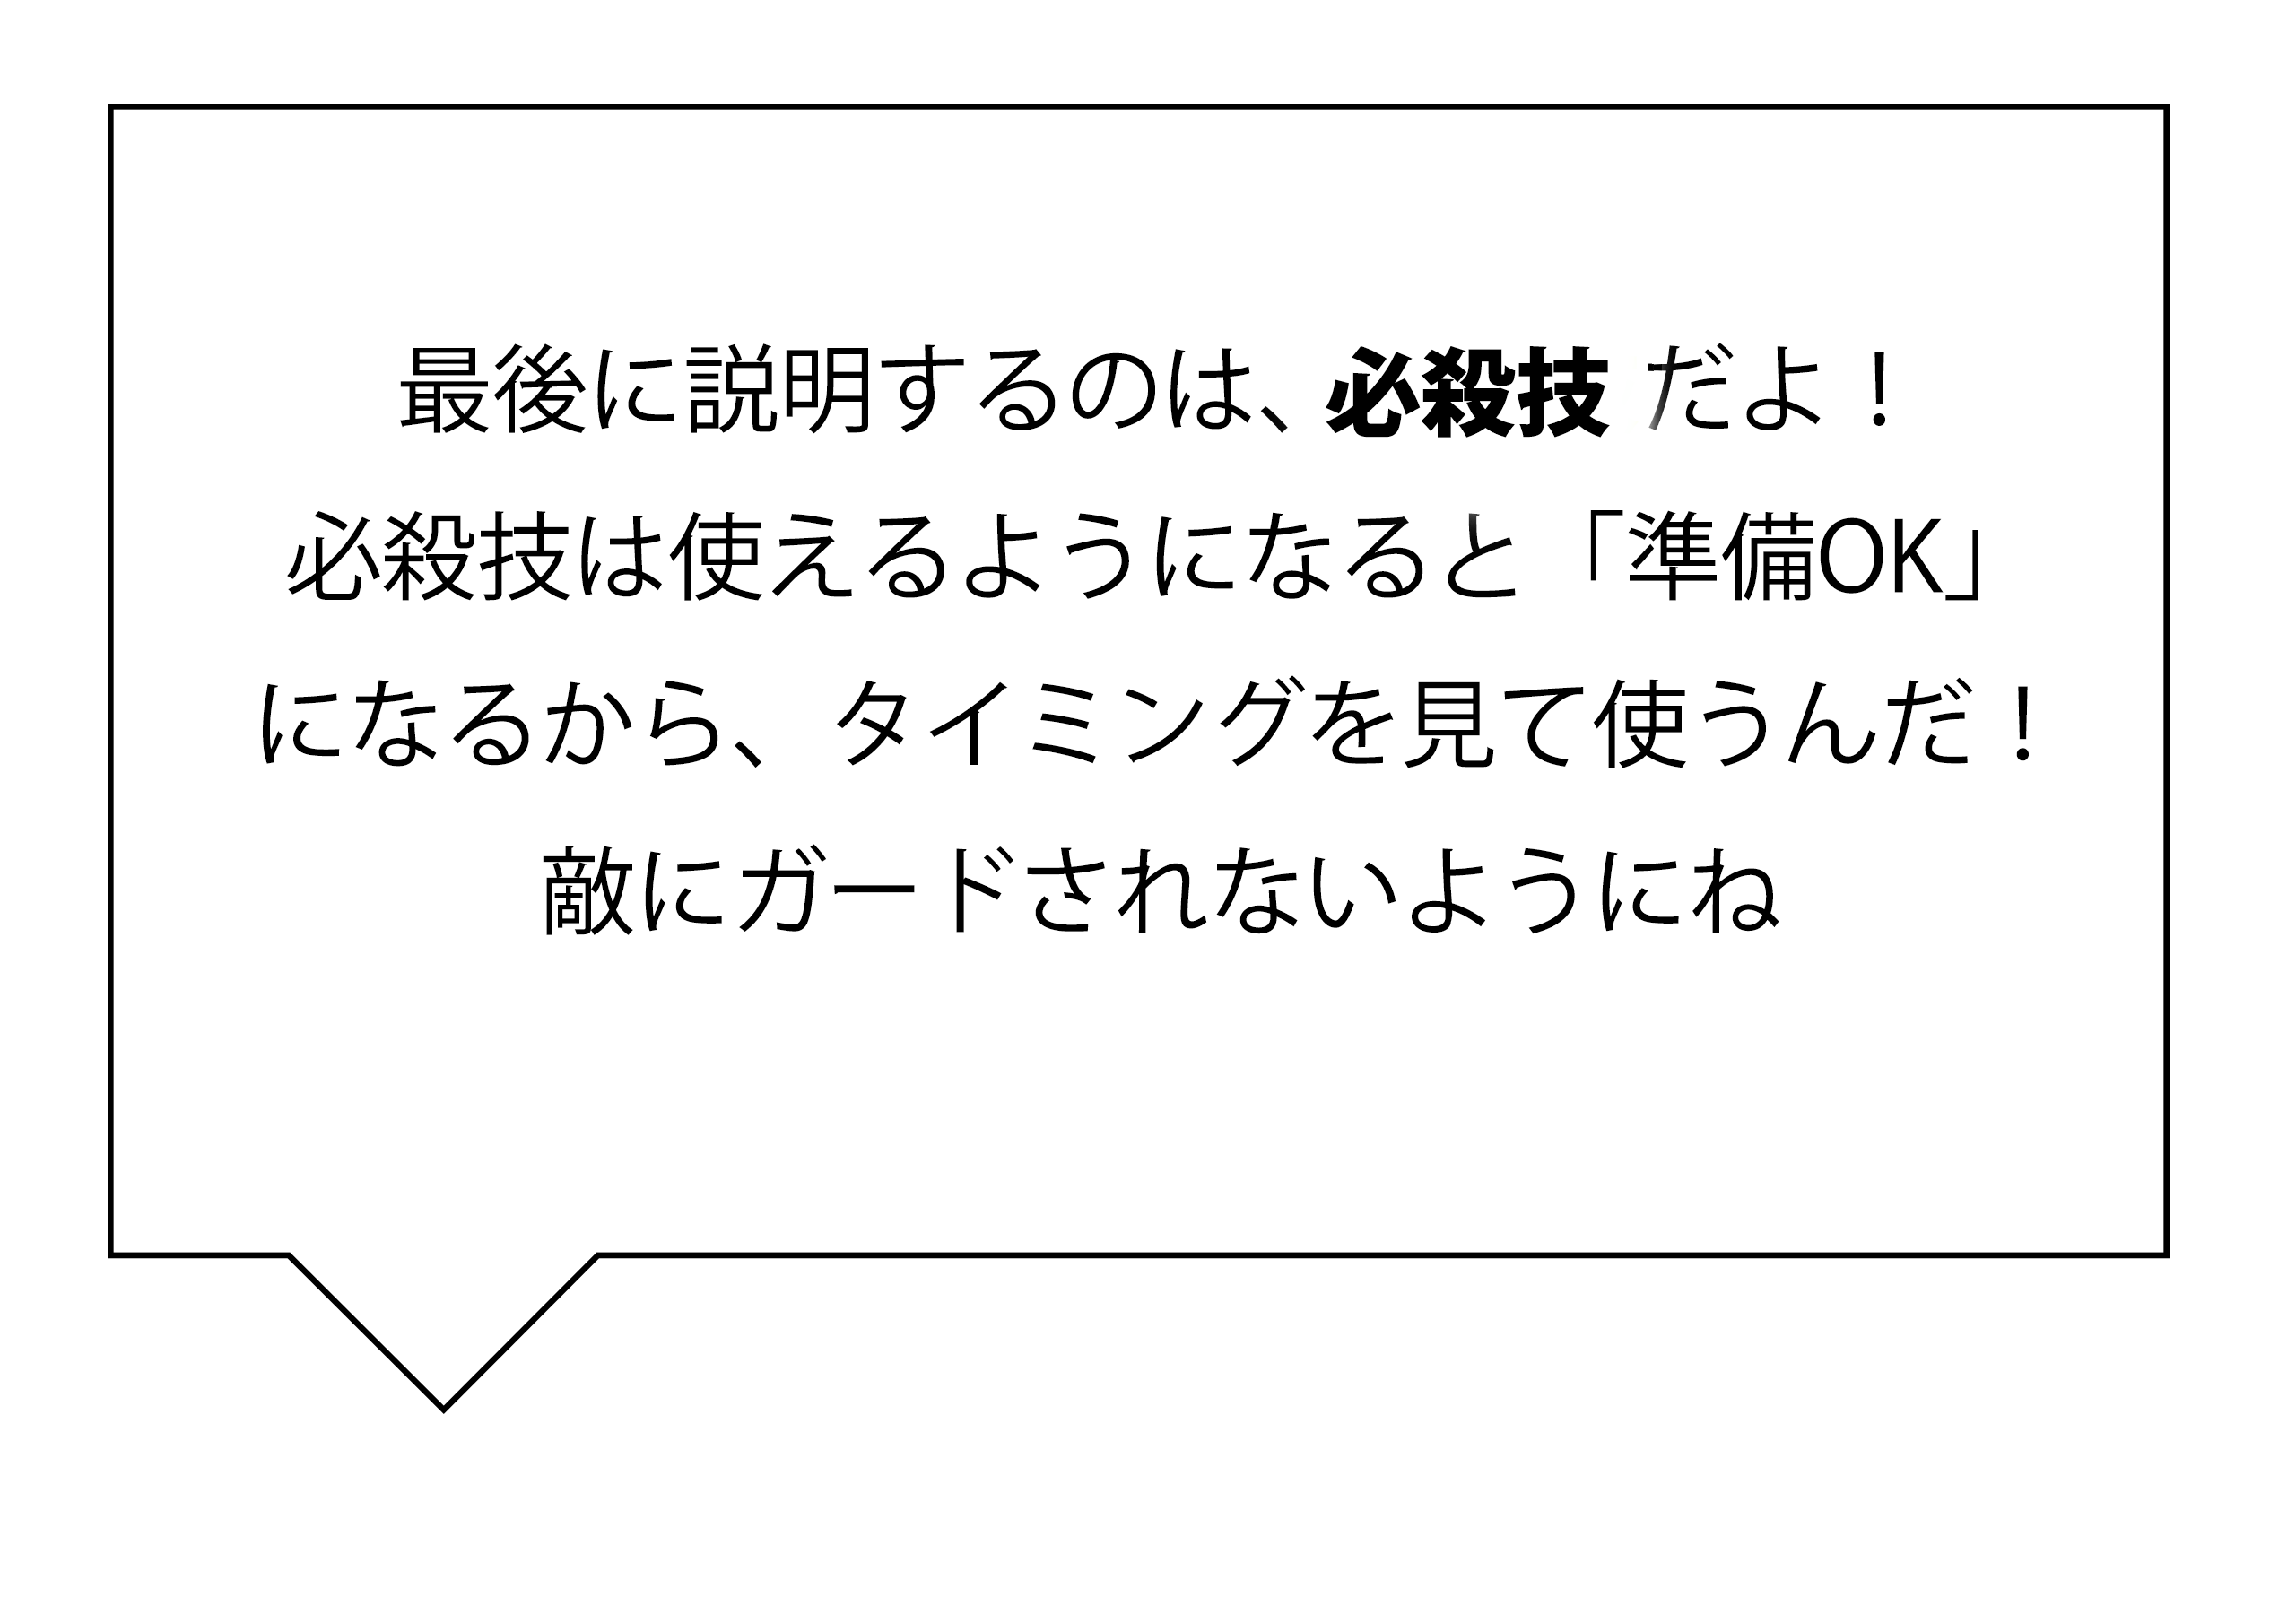 最後に説明するのは、必殺技 だよ！
必殺技は使えるようになると「準備OK」
になるから、タイミングを見て使うんだ！
敵にガードされないようにね